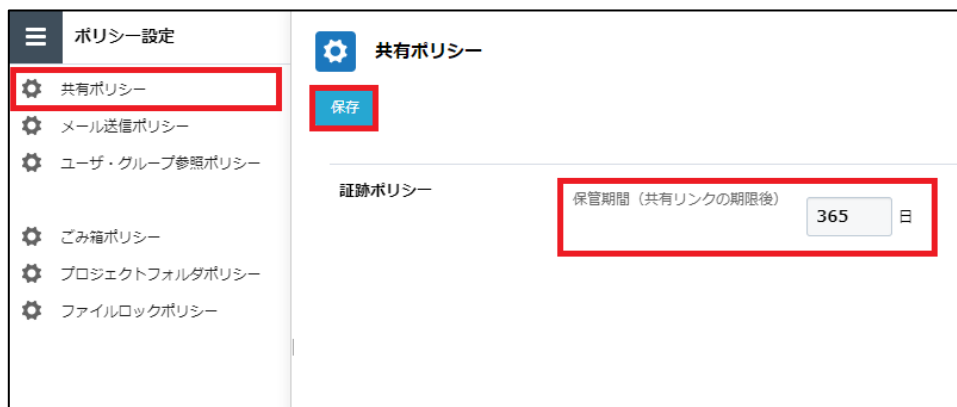 ポリシー設定
共有ポリシー
メール送信ポリシー
ユーザ・グループ参照ポリシー
ごみ箱ポリシー
プロジェクトフォルダポリシー
ファイルロックポリシー
共有ポリシー
保存
証跡ポリシー
保管期間（共有リンクの期限後）
365 日